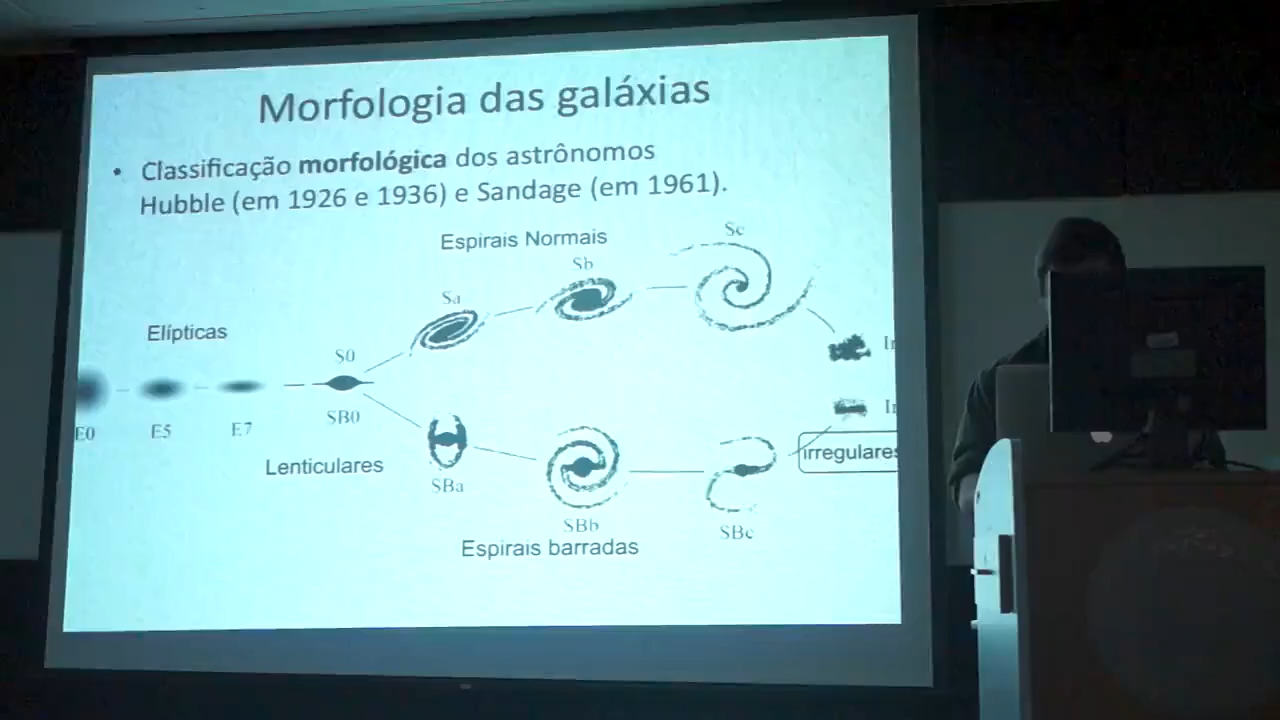 Morfologia das galáxias
• Classificação morfológica dos astrônomos
Hubble (em 1926 e 1936) e Sandage (em 1961).
Espirais Normais
Sc
Sb
Sa
Elípticas
S0
E0
E5
E7
SB0
Lenticulares
SBa
irregulares
SBb
SBc
Espirais barradas